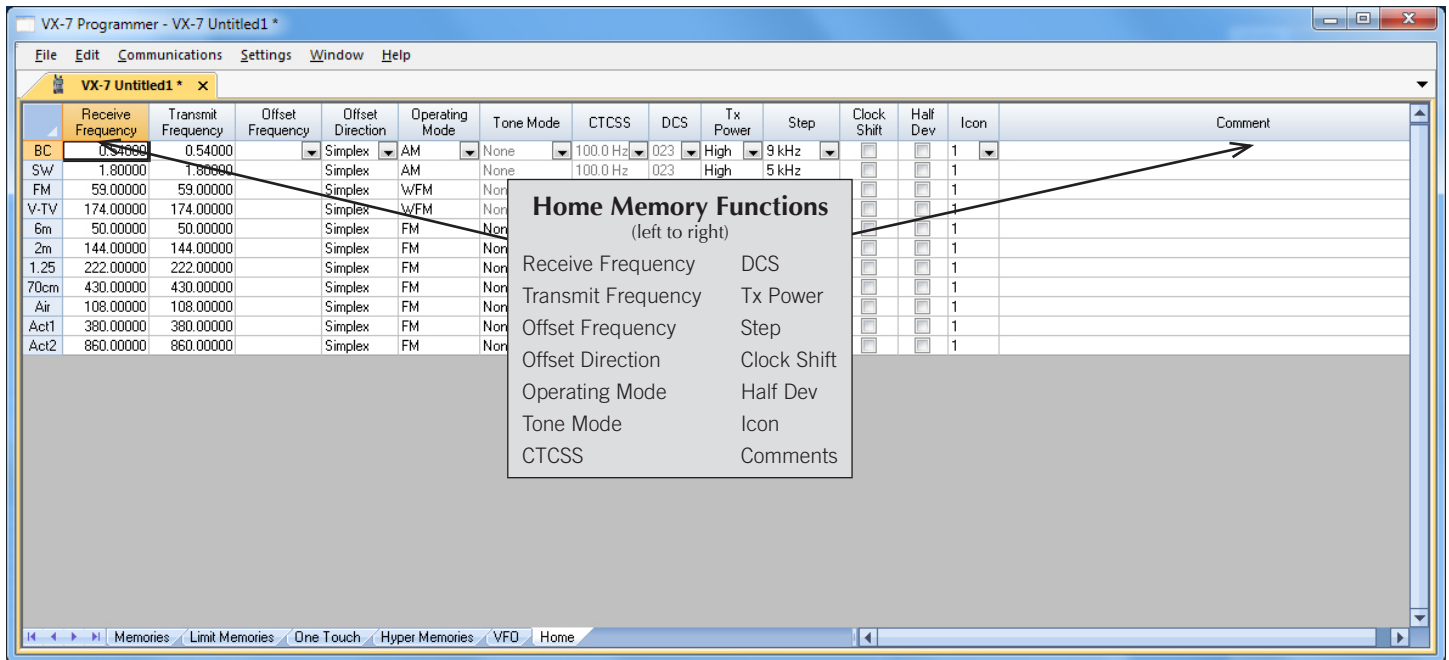 VX-7 Programmer - VX-7 Untitled1 *
File Edit Communications Settings Window Help
VX-7 Untitled1 * x
Receive Frequency Transmit Frequency Offset Frequency Offset Direction Operating Mode Tone Mode CTCSS DCS Tx Power Step Clock Shift Half Dev Icon Comment
BC 0.54000 0.54000 Simplex AM None 100.0 Hz 023 High 9 kHz 1
SW 1.80000 1.80000 Simplex AM None 100.0 Hz 023 High 5 kHz 1
FM 59.00000 59.00000 Simplex WFM Non 1
V-TV 174.00000 174.00000 Simplex WFM Non 1
6m 50.00000 50.00000 Simplex FM Non 1
2m 144.00000 144.00000 Simplex FM Non 1
1.25 222.00000 222.00000 Simplex FM Non 1
70cm 430.00000 430.00000 Simplex FM Non 1
Air 108.00000 108.00000 Simplex FM Non 1
Act1 380.00000 380.00000 Simplex FM Non 1
Act2 860.00000 860.00000 Simplex FM Non 1
Home Memory Functions
(left to right)
Receive Frequency DCS
Transmit Frequency Tx Power
Offset Frequency Step
Offset Direction Clock Shift
Operating Mode Half Dev
Tone Mode Icon
CTCSS Comments
Memories Limit Memories One Touch Hyper Memories VFO Home